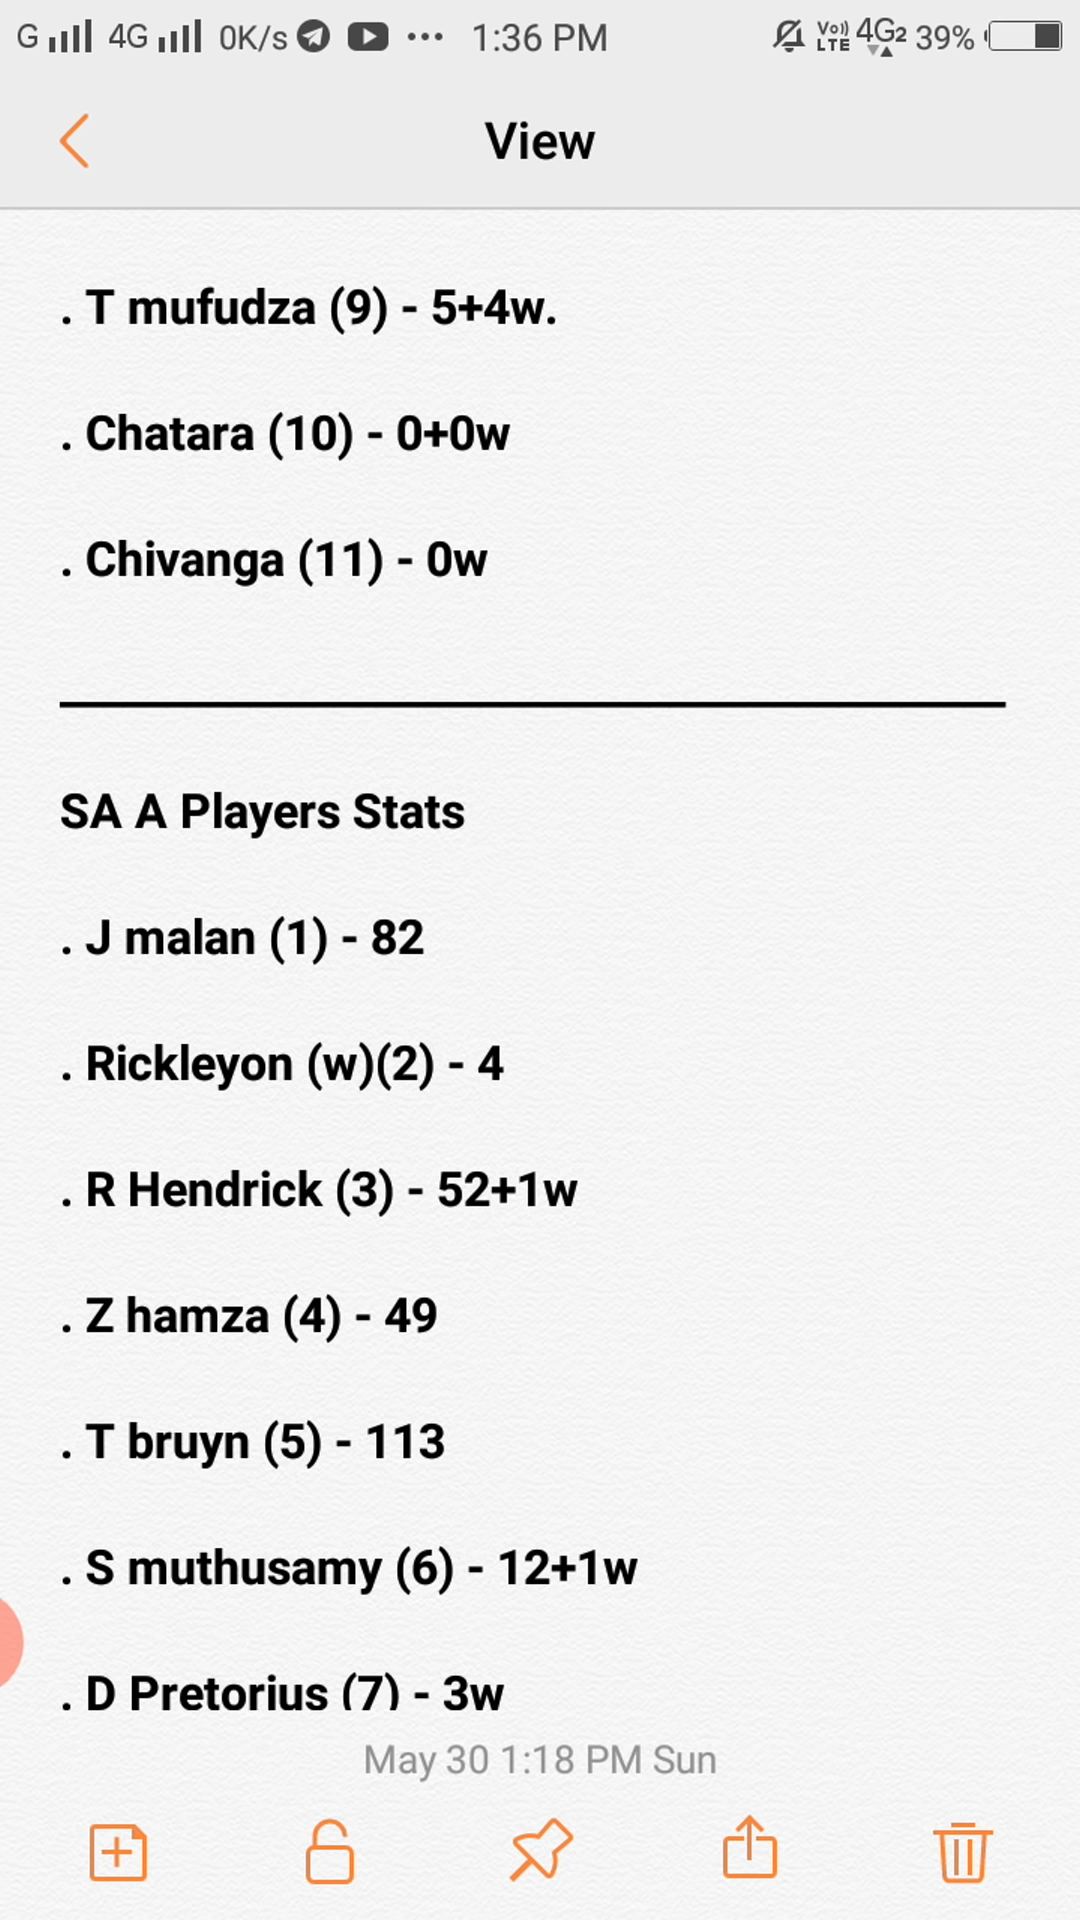 G 4G 0K/s ••• 1:36 PM Vo)) LTE 4G2 39%
View
. T mufudza (9) - 5+4w.
. Chatara (10) - 0+0w
. Chivanga (11) - 0w
SA A Players Stats
. J malan (1) - 82
. Rickleyon (w)(2) - 4
. R Hendrick (3) - 52+1w
. Z hamza (4) - 49
. T bruyn (5) - 113
. S muthusamy (6) - 12+1w
. D Pretorius (7) - 3w
May 30 1:18 PM Sun